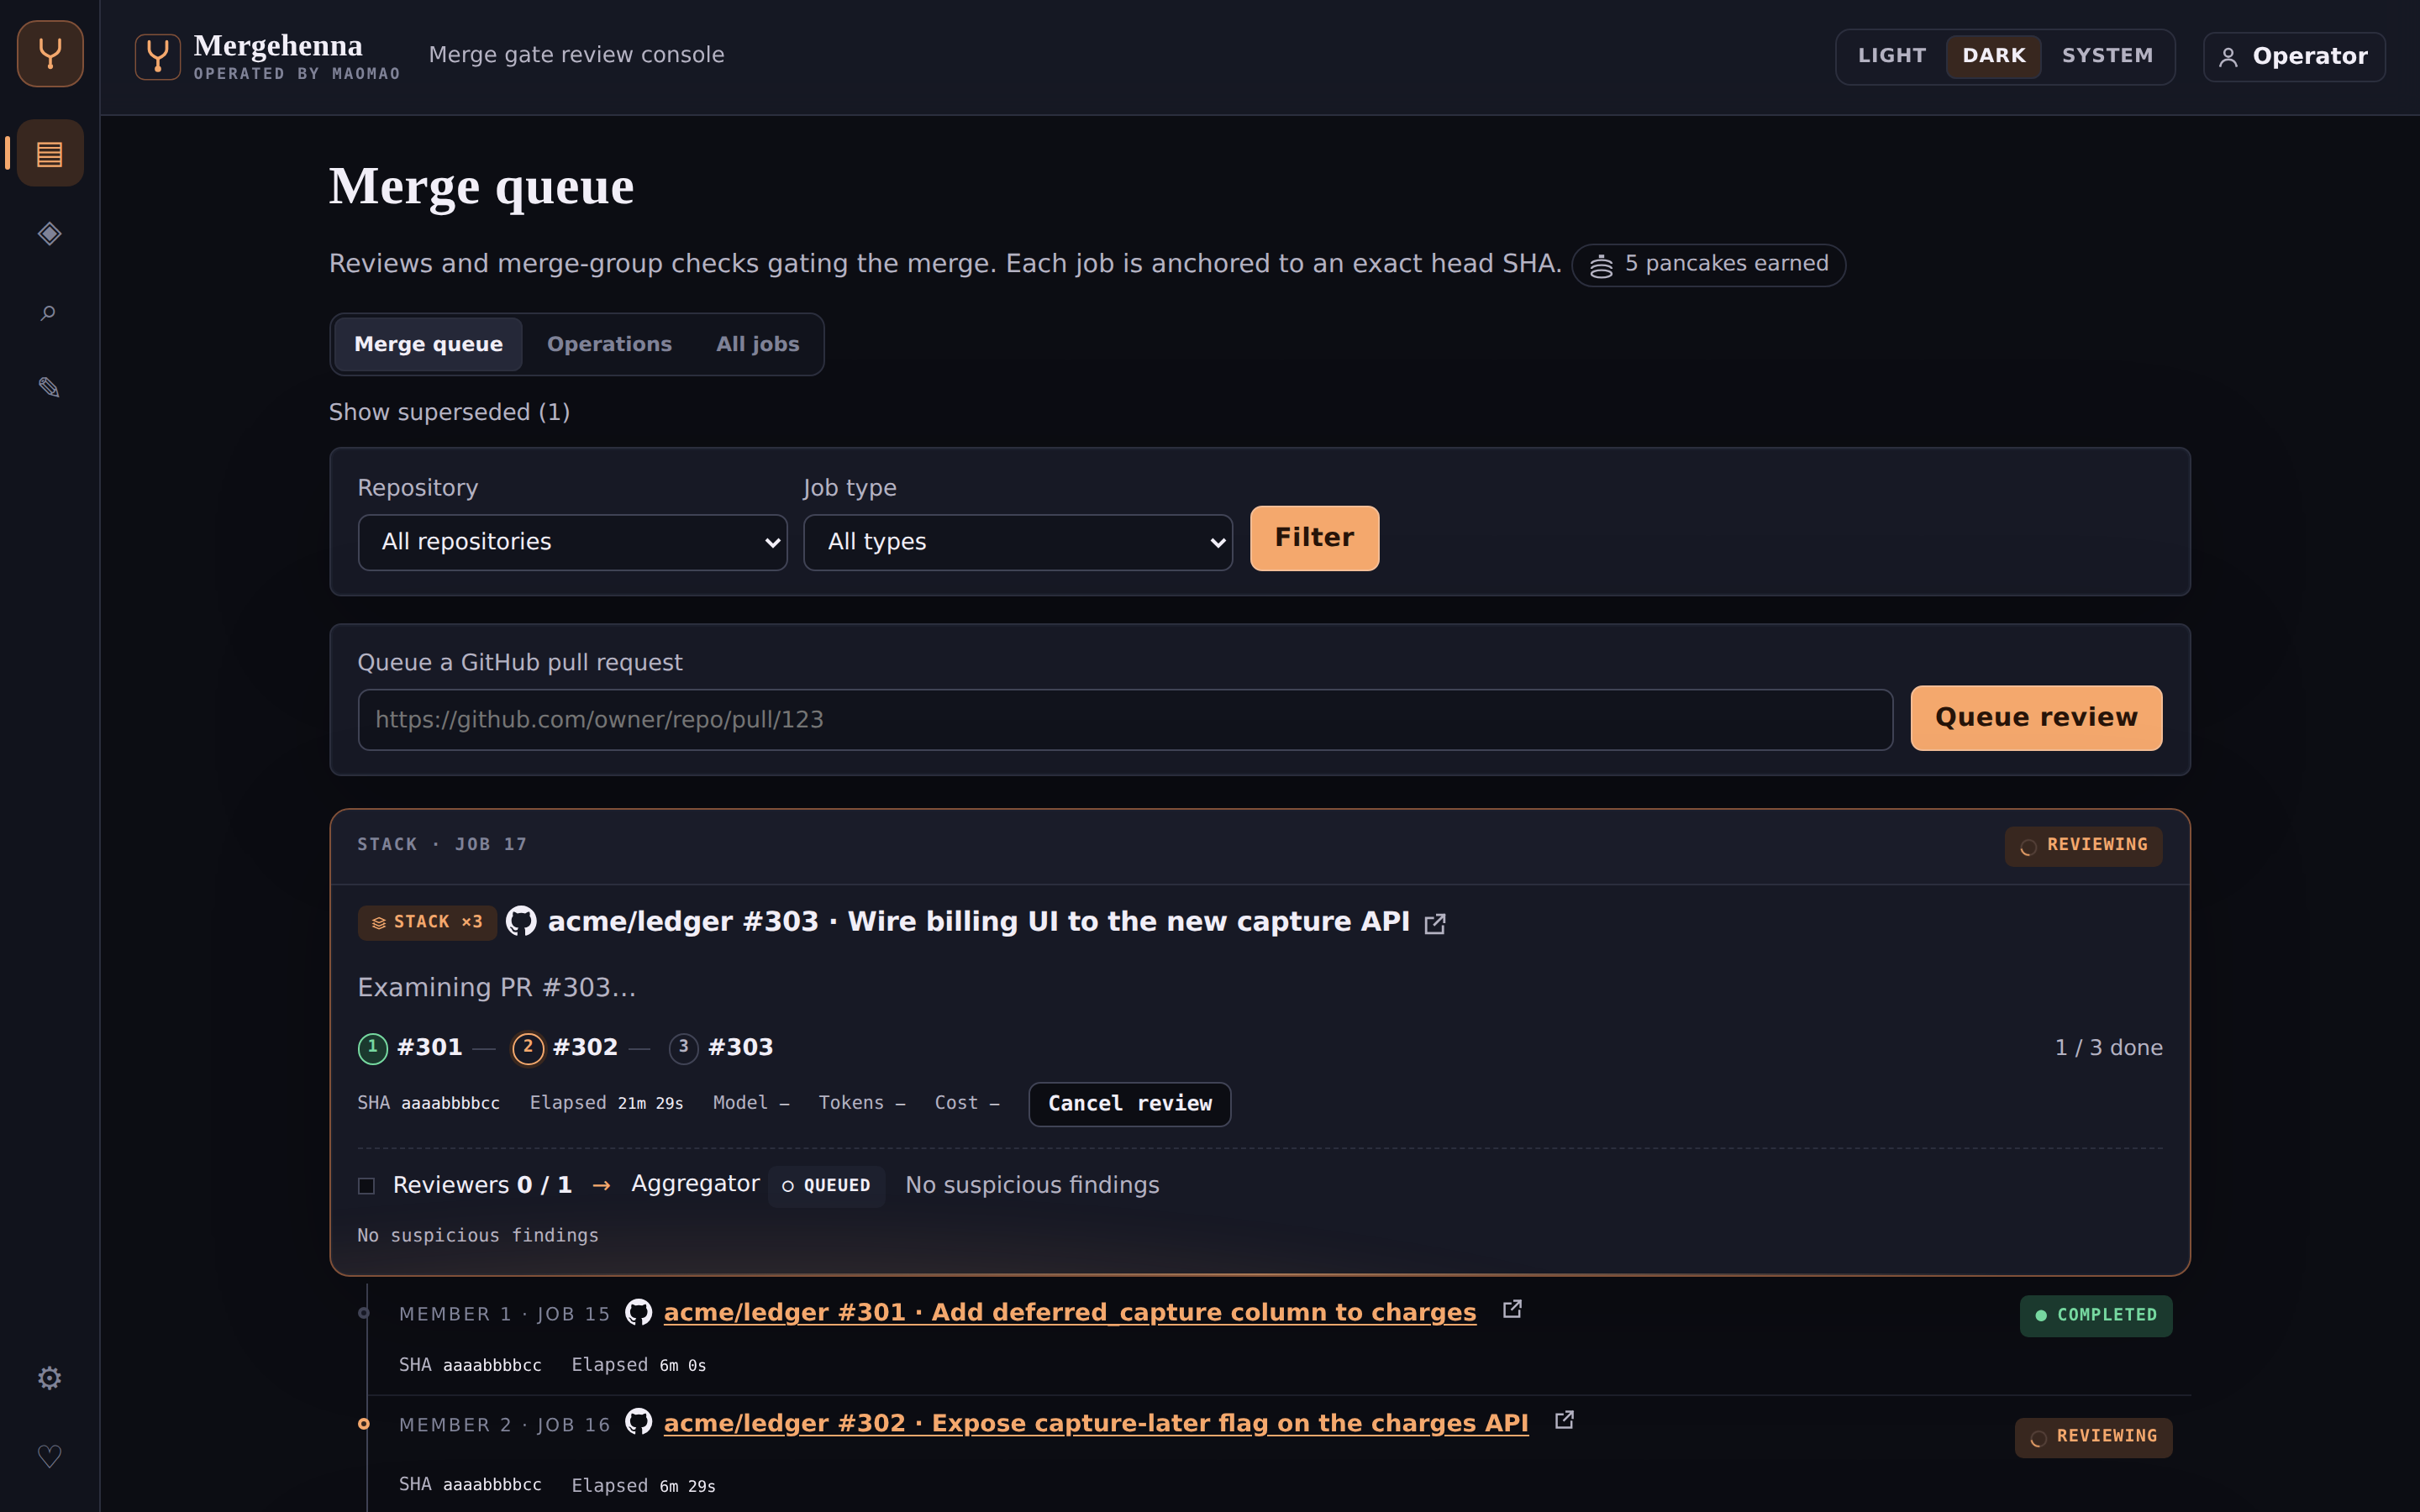 Mergehenna
OPERATED BY MAOMAO
Merge gate review console
LIGHT DARK SYSTEM
Operator
Merge queue
Reviews and merge-group checks gating the merge. Each job is anchored to an exact head SHA. 5 pancakes earned
Merge queue Operations All jobs
Show superseded (1)
Repository Job type
All repositories All types Filter
Queue a GitHub pull request
https://github.com/owner/repo/pull/123 Queue review
STACK · JOB 17 REVIEWING
STACK ×3 acme/ledger #303 · Wire billing UI to the new capture API
Examining PR #303…
1 #301 — 2 #302 — 3 #303 1 / 3 done
SHA aaaabbbbcc Elapsed 21m 29s Model — Tokens — Cost — Cancel review
Reviewers 0 / 1 → Aggregator ○ QUEUED No suspicious findings
No suspicious findings
MEMBER 1 · JOB 15 acme/ledger #301 · Add deferred_capture column to charges COMPLETED
SHA aaaabbbbcc Elapsed 6m 0s
MEMBER 2 · JOB 16 acme/ledger #302 · Expose capture-later flag on the charges API REVIEWING
SHA aaaabbbbcc Elapsed 6m 29s